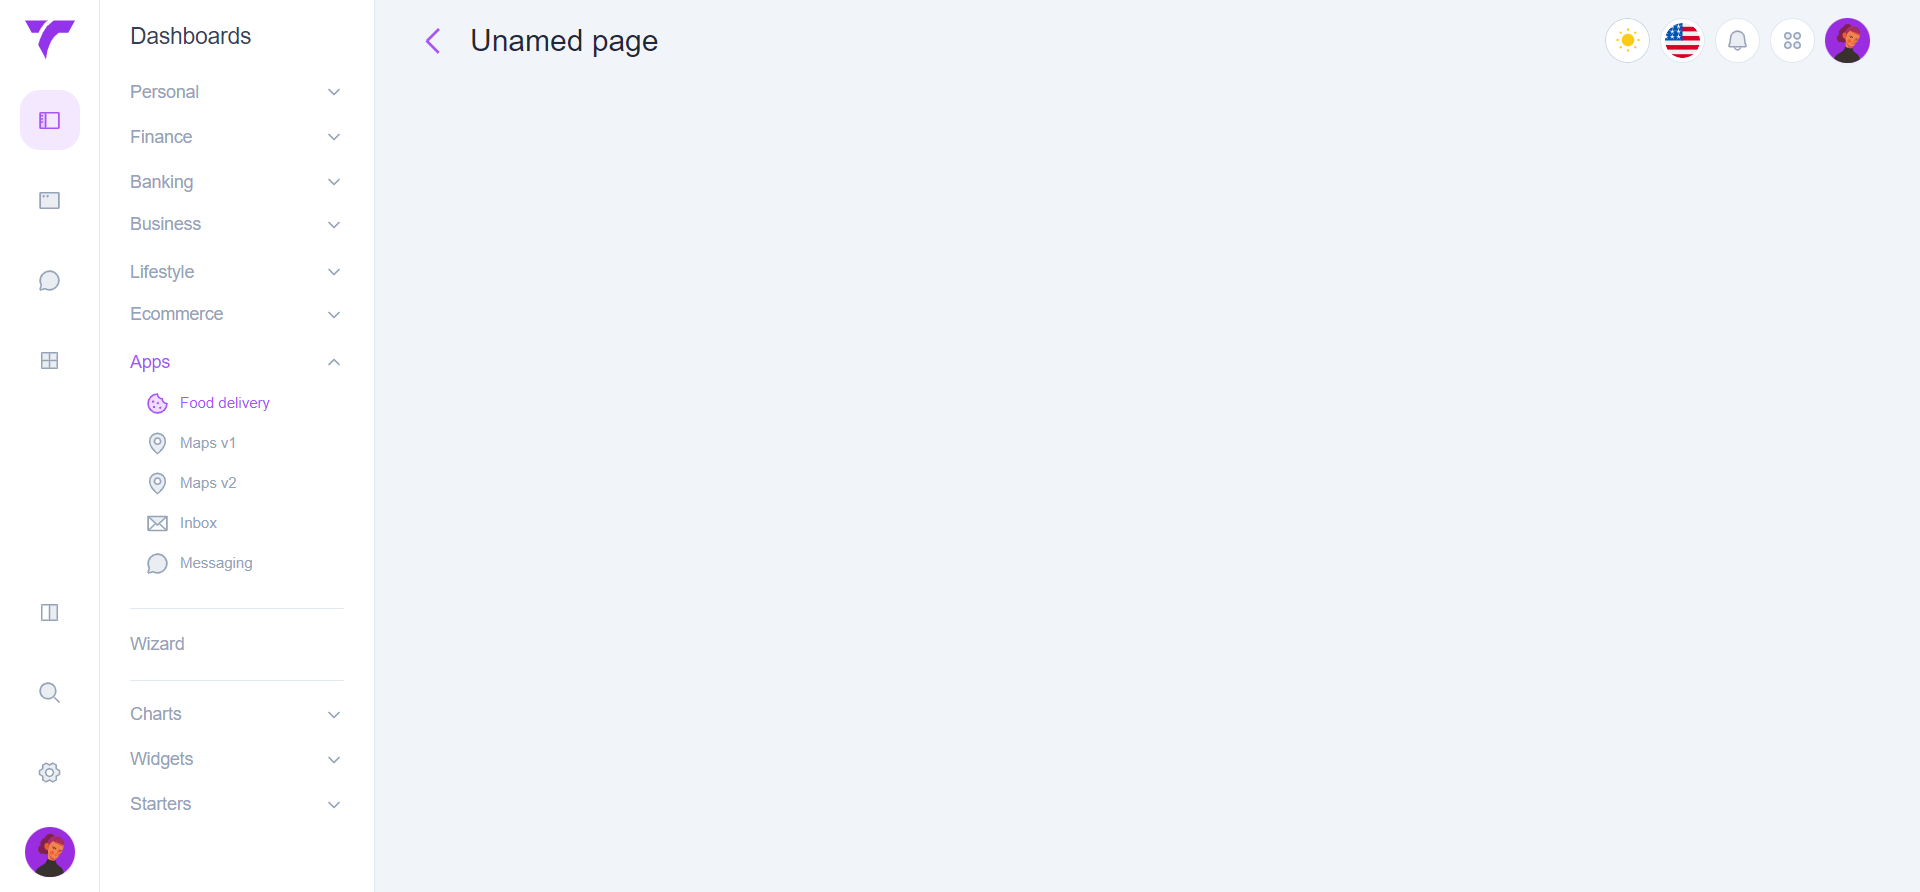 Dashboards
Unamed page
Personal
Finance
Banking
Business
Lifestyle
Ecommerce
Apps
Food delivery
Maps v1
Maps v2
Inbox
Messaging
Wizard
Charts
Widgets
Starters